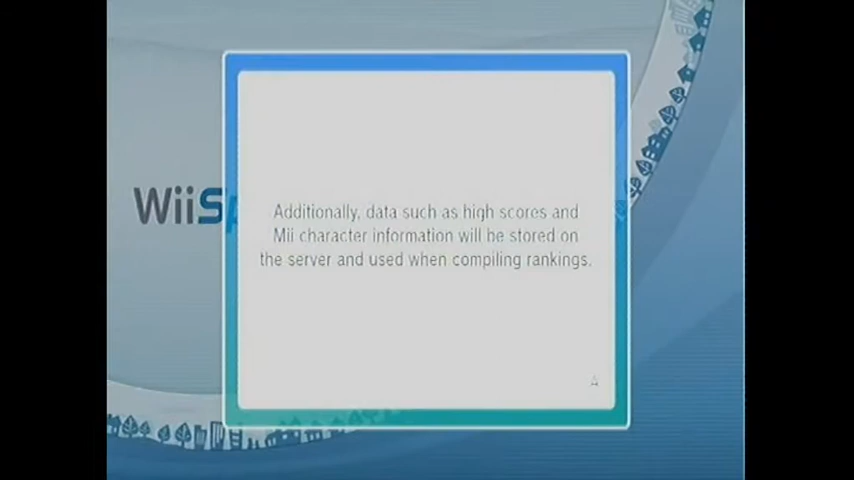 WiiSp
Additionally, data such as high scores and
Mii character information will be stored on
the server and used when compiling rankings.
A